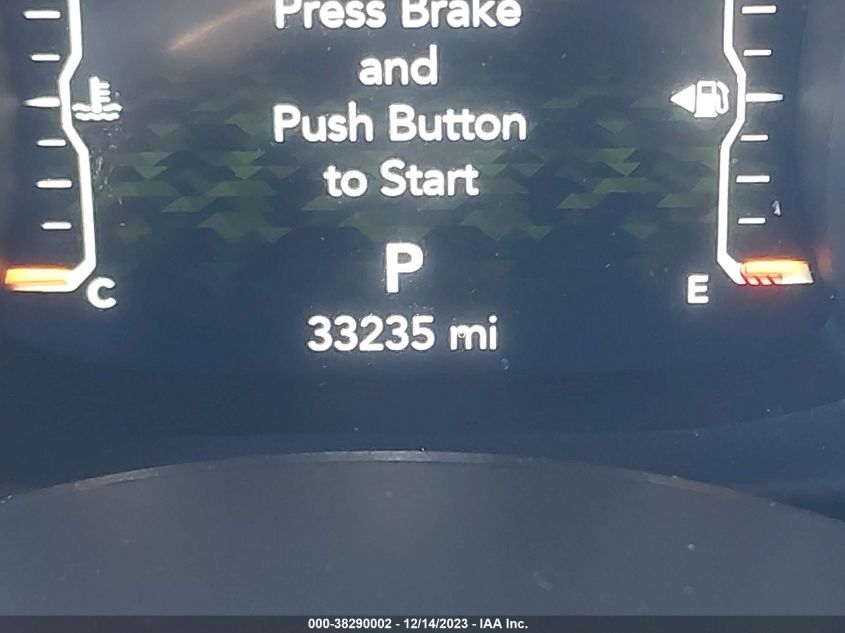 Press Brake
and
Push Button
to Start
P
C
E
33235 mi
000-38290002 - 12/14/2023 - IAA Inc.